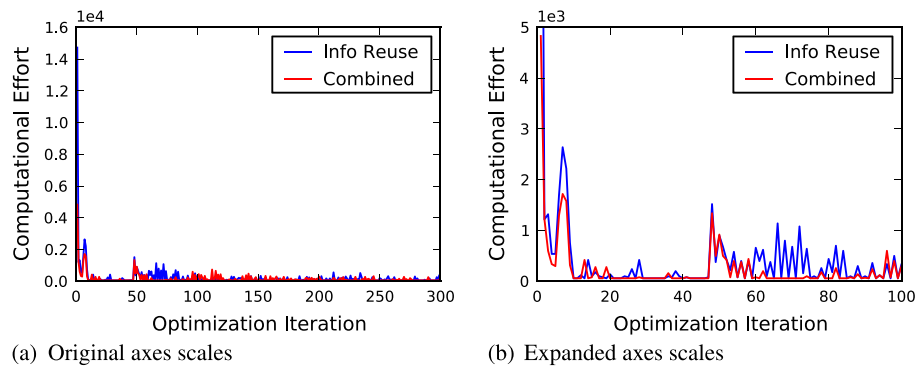 1e4
1.6
1.4
1.2
1.0
0.8
0.6
0.4
0.2
0.0
0 50 100 150 200 250 300
Computational Effort
Optimization Iteration
Info Reuse
Combined
(a) Original axes scales
1e3
5
4
3
2
1
0
0 20 40 60 80 100
Computational Effort
Optimization Iteration
Info Reuse
Combined
(b) Expanded axes scales